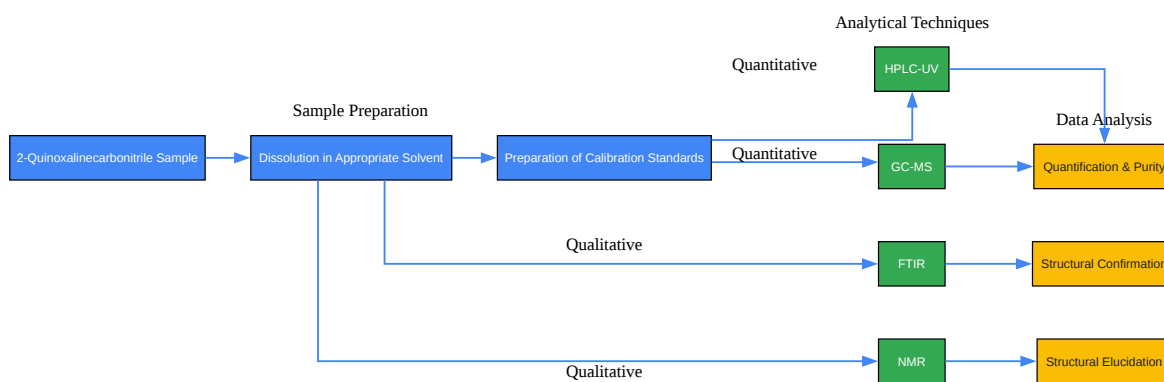 Analytical Techniques
Quantitative
HPLC-UV
Sample Preparation
Data Analysis
2-Quinoxalinecarbonitrile Sample
Dissolution in Appropriate Solvent
Preparation of Calibration Standards
Quantitative
GC-MS
Quantification & Purity
Qualitative
FTIR
Structural Confirmation
Qualitative
NMR
Structural Elucidation